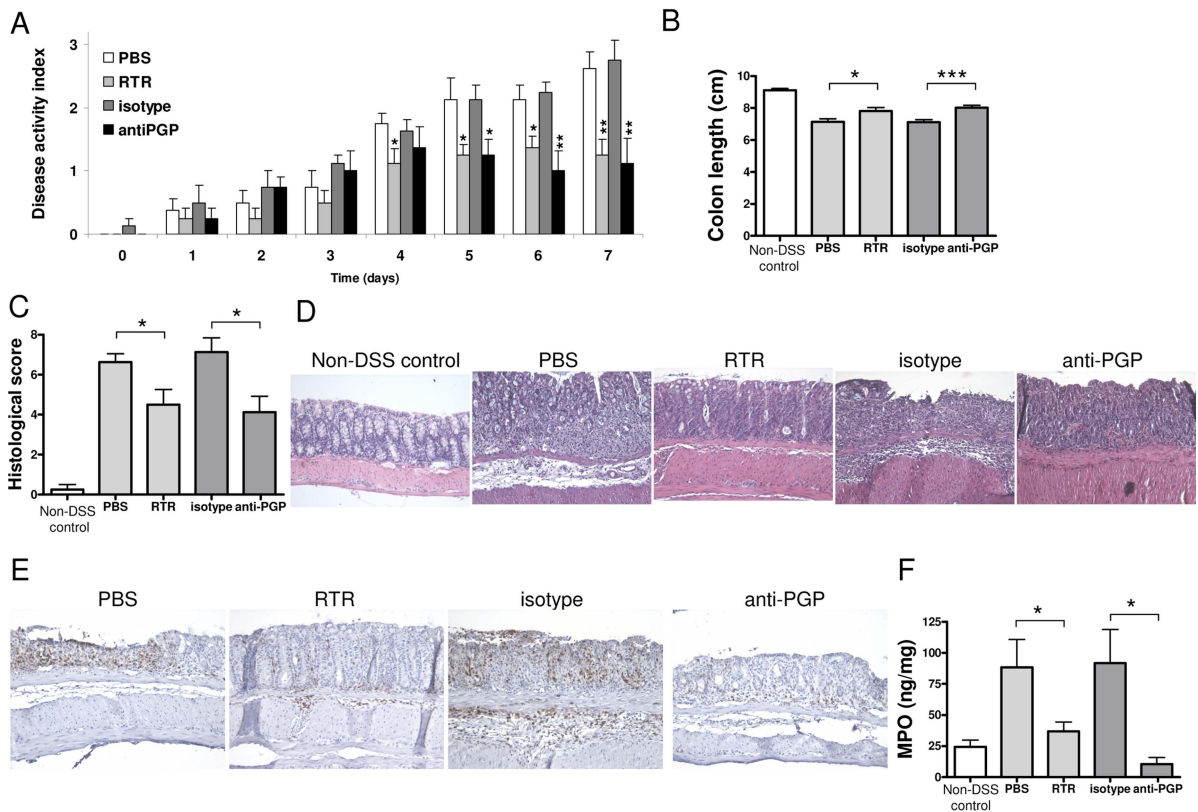 A
Disease activity index
3
2
1
0
PBS
RTR
isotype
antiPGP
*
*
*
*
**
**
**
0 1 2 3 4 5 6 7
Time (days)
B
Colon length (cm)
10
8
6
4
2
0
*
***
Non-DSS control
PBS
RTR
isotype
anti-PGP
C
Histological score
8
6
4
2
0
*
*
Non-DSS control
PBS
RTR
isotype
anti-PGP
D
Non-DSS control
PBS
RTR
isotype
anti-PGP
E
PBS
RTR
isotype
anti-PGP
F
MPO (ng/mg)
125
100
75
50
25
0
*
*
Non-DSS control
PBS
RTR
isotype
anti-PGP